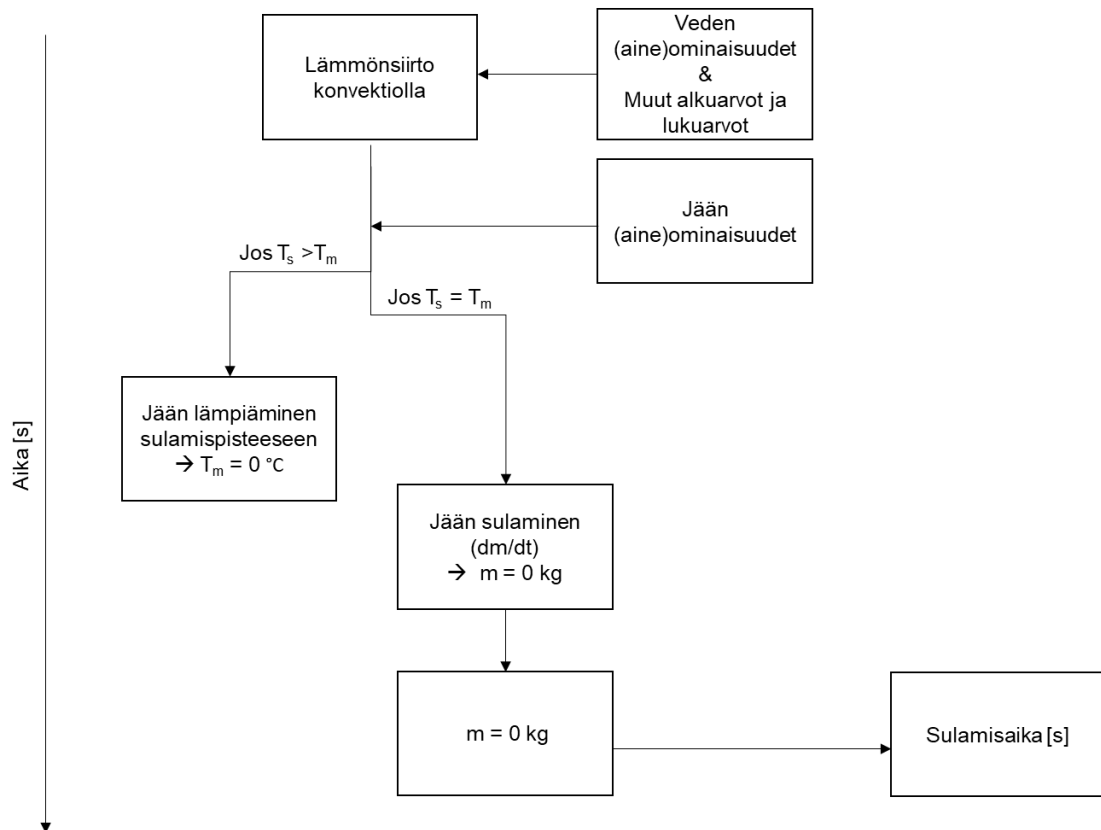 Lämmönsiirto
konvektiolla
Veden
(aine)ominaisuudet
&
Muut alkuarvot ja
lukuarvot
Jään
(aine)ominaisuudet
Jos Tₛ >Tₘ
Jos Tₛ = Tₘ
Jään lämpiäminen
sulamispisteeseen
→ Tₘ = 0 °C
Aika [s]
Jään sulaminen
(dm/dt)
→ m = 0 kg
m = 0 kg
Sulamisaika [s]